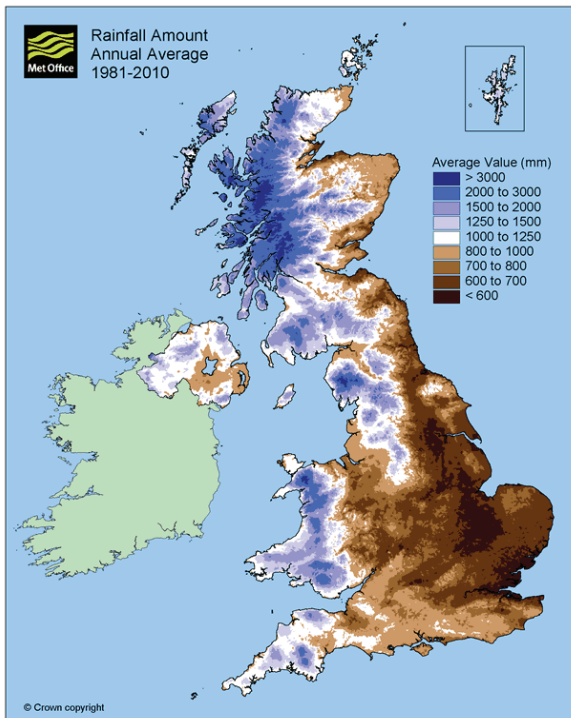 Met Office
Rainfall Amount
Annual Average
1981-2010
Average Value (mm)
> 3000
2000 to 3000
1500 to 2000
1250 to 1500
1000 to 1250
800 to 1000
700 to 800
600 to 700
< 600
© Crown copyright